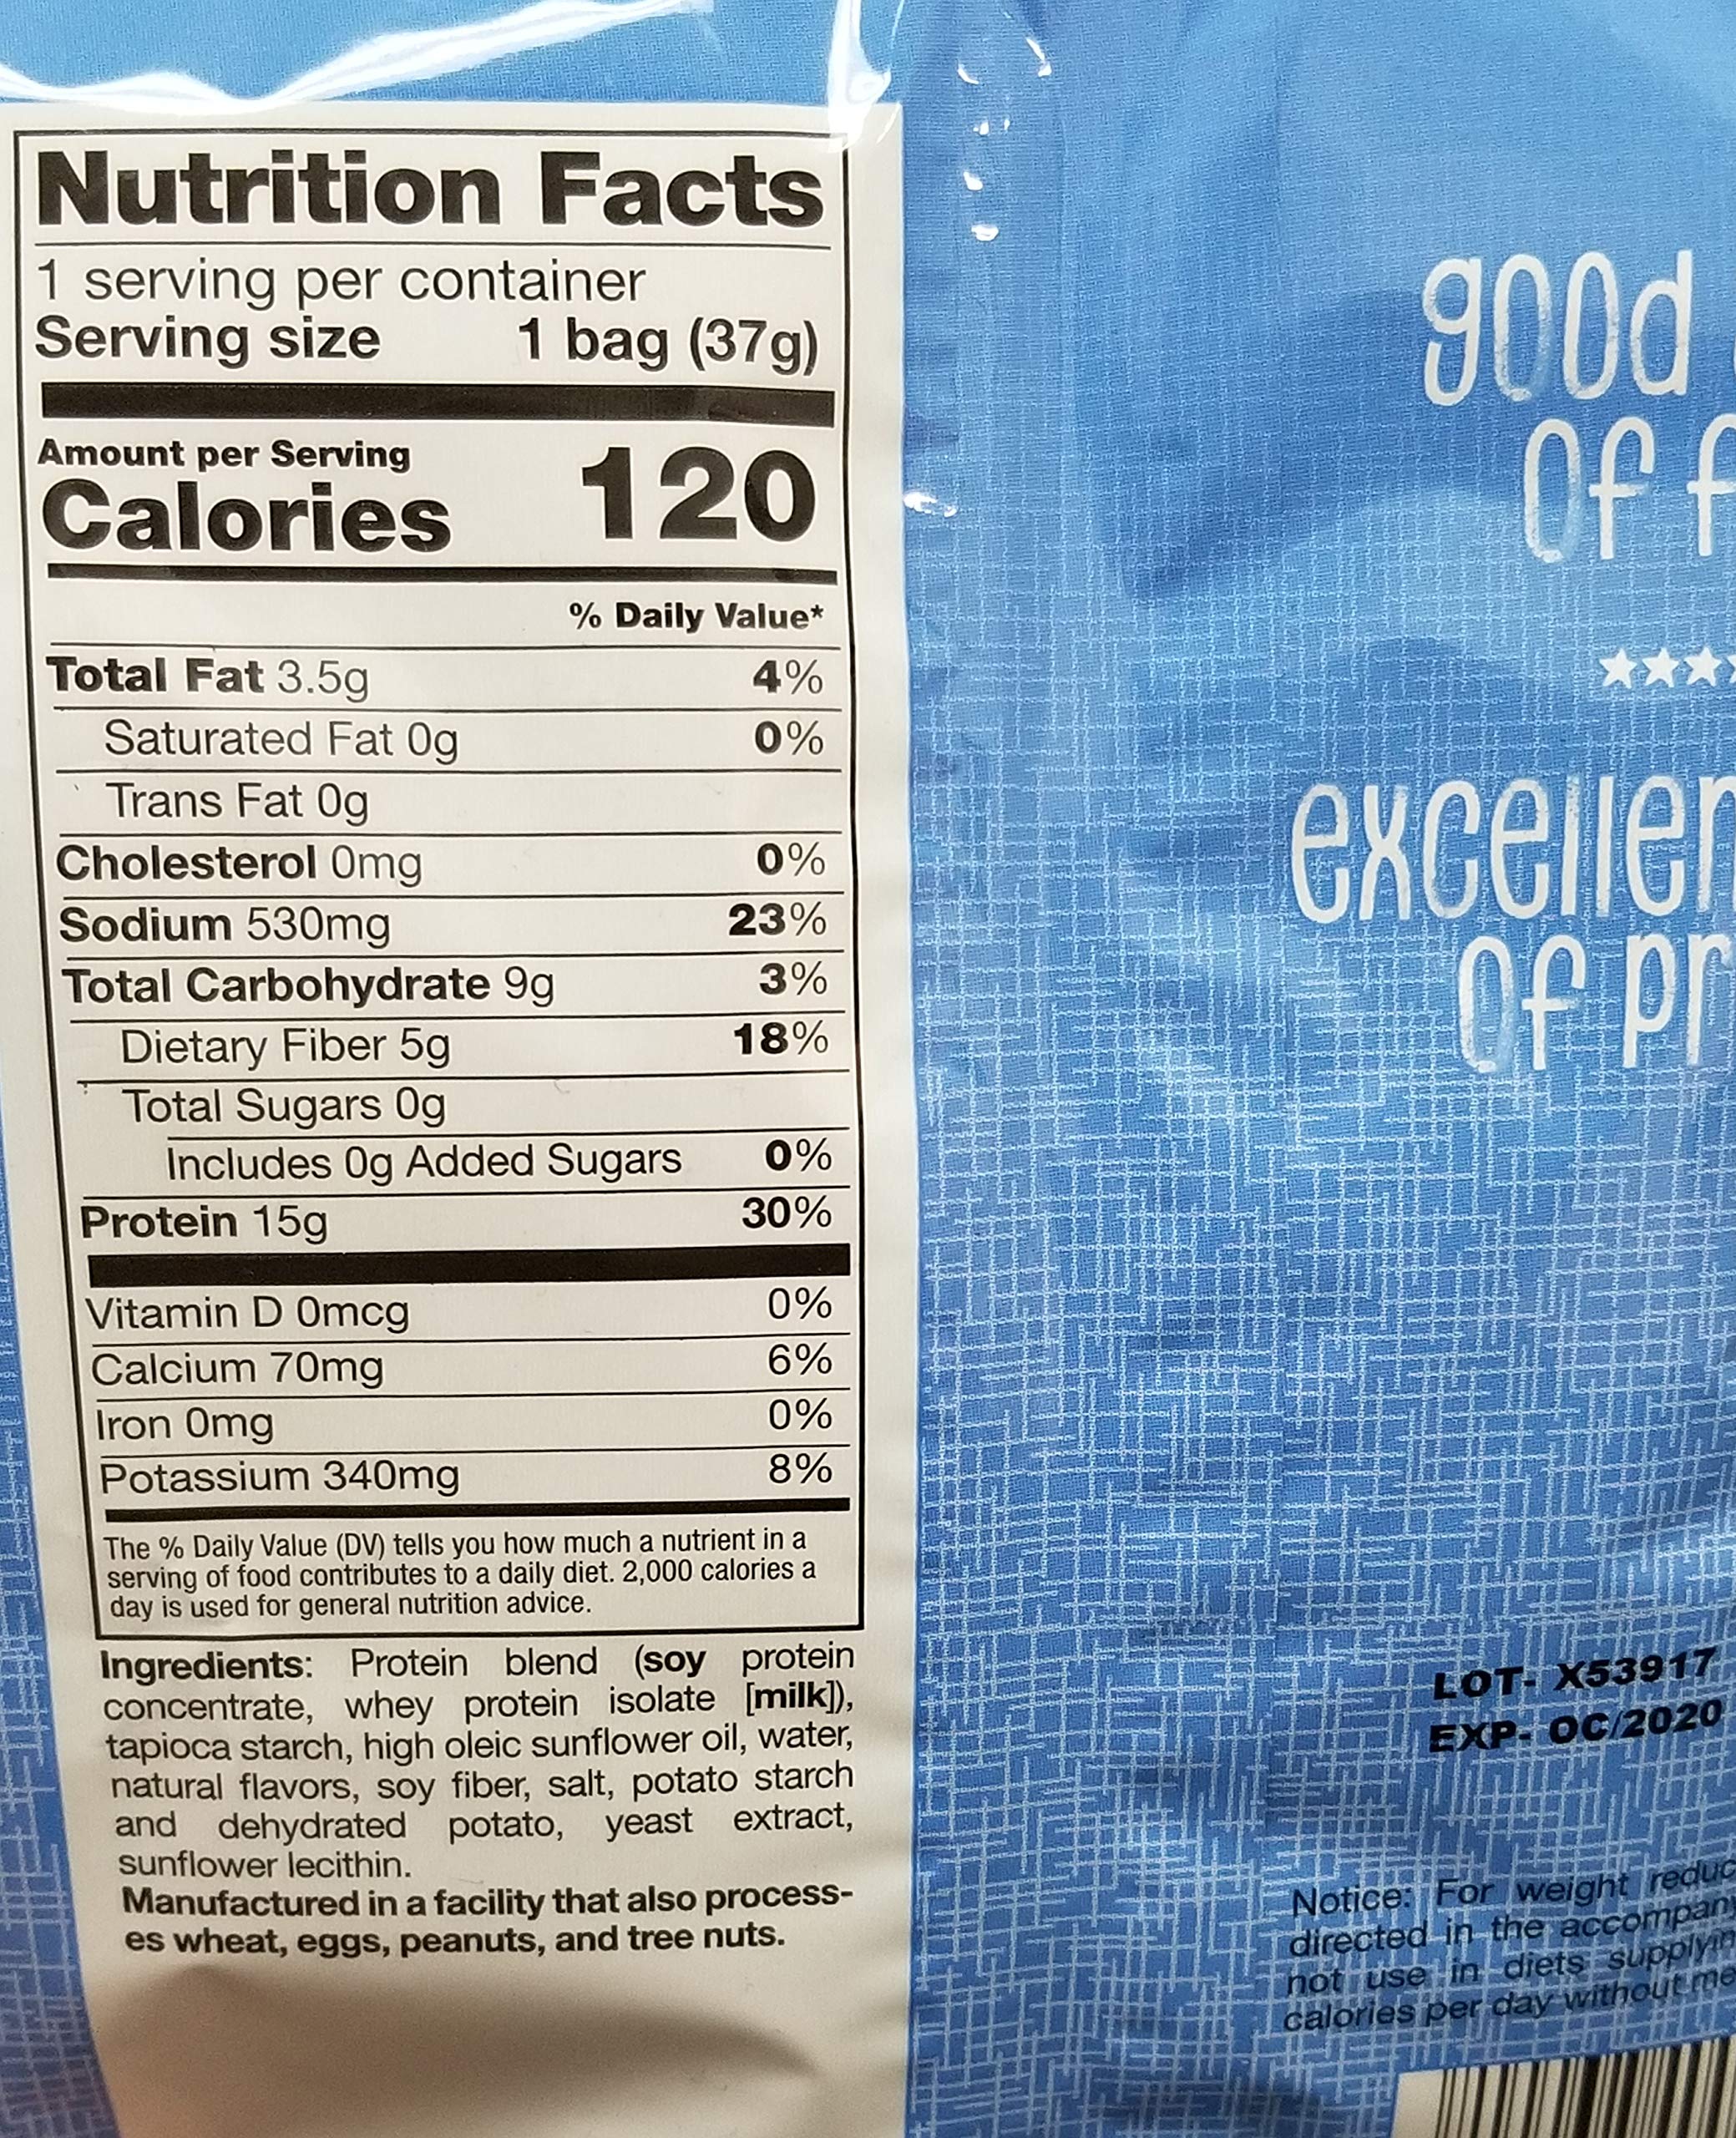 Nutrition Facts
1 serving per container
Serving size 1 bag (37g)
Amount per Serving
Calories 120
% Daily Value*
Total Fat 3.5g 4%
Saturated Fat 0g 0%
Trans Fat 0g
Cholesterol 0mg 0%
Sodium 530mg 23%
Total Carbohydrate 9g 3%
Dietary Fiber 5g 18%
Total Sugars 0g
Includes 0g Added Sugars 0%
Protein 15g 30%
Vitamin D 0mcg 0%
Calcium 70mg 6%
Iron 0mg 0%
Potassium 340mg 8%
The % Daily Value (DV) tells you how much a nutrient in a
serving of food contributes to a daily diet. 2,000 calories a
day is used for general nutrition advice.
Ingredients: Protein blend (soy protein
concentrate, whey protein isolate [milk]),
tapioca starch, high oleic sunflower oil, water,
natural flavors, soy fiber, salt, potato starch
and dehydrated potato, yeast extract,
sunflower lecithin.
Manufactured in a facility that also process-
es wheat, eggs, peanuts, and tree nuts.
good
of
of
LOT- X53917
EXP- OC/2020
Notice: For weight
directed in the
not use in diets
calories per day without